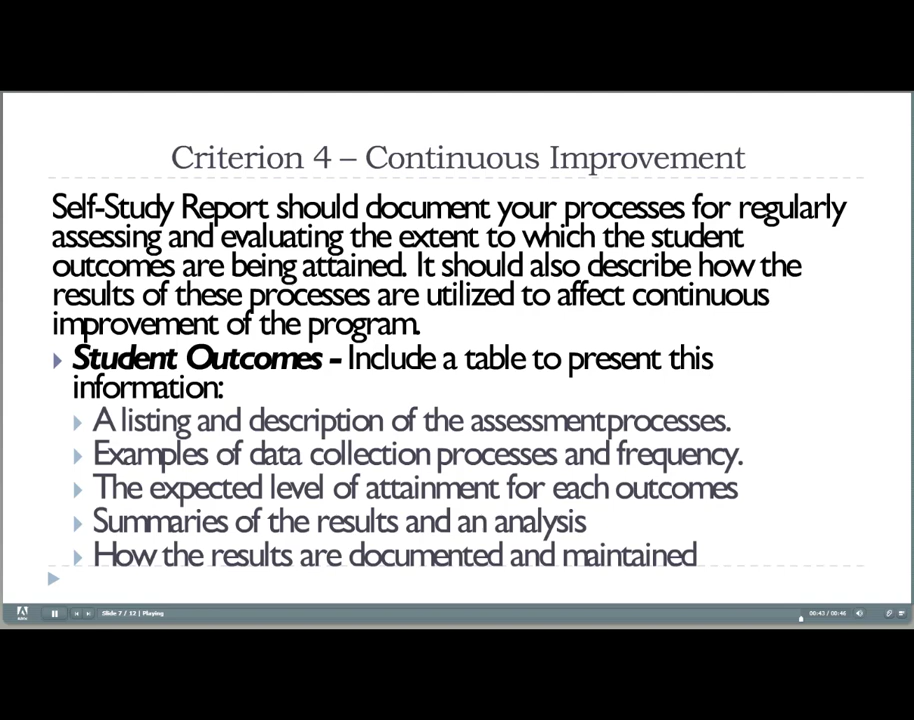 Criterion 4 – Continuous Improvement
Self-Study Report should document your processes for regularly
assessing and evaluating the extent to which the student
outcomes are being attained. It should also describe how the
results of these processes are utilized to affect continuous
improvement of the program.
Student Outcomes - Include a table to present this
information:
A listing and description of the assessment processes.
Examples of data collection processes and frequency.
The expected level of attainment for each outcomes
Summaries of the results and an analysis
How the results are documented and maintained
Slide 7 / 12 | Playing
00:43 / 00:46